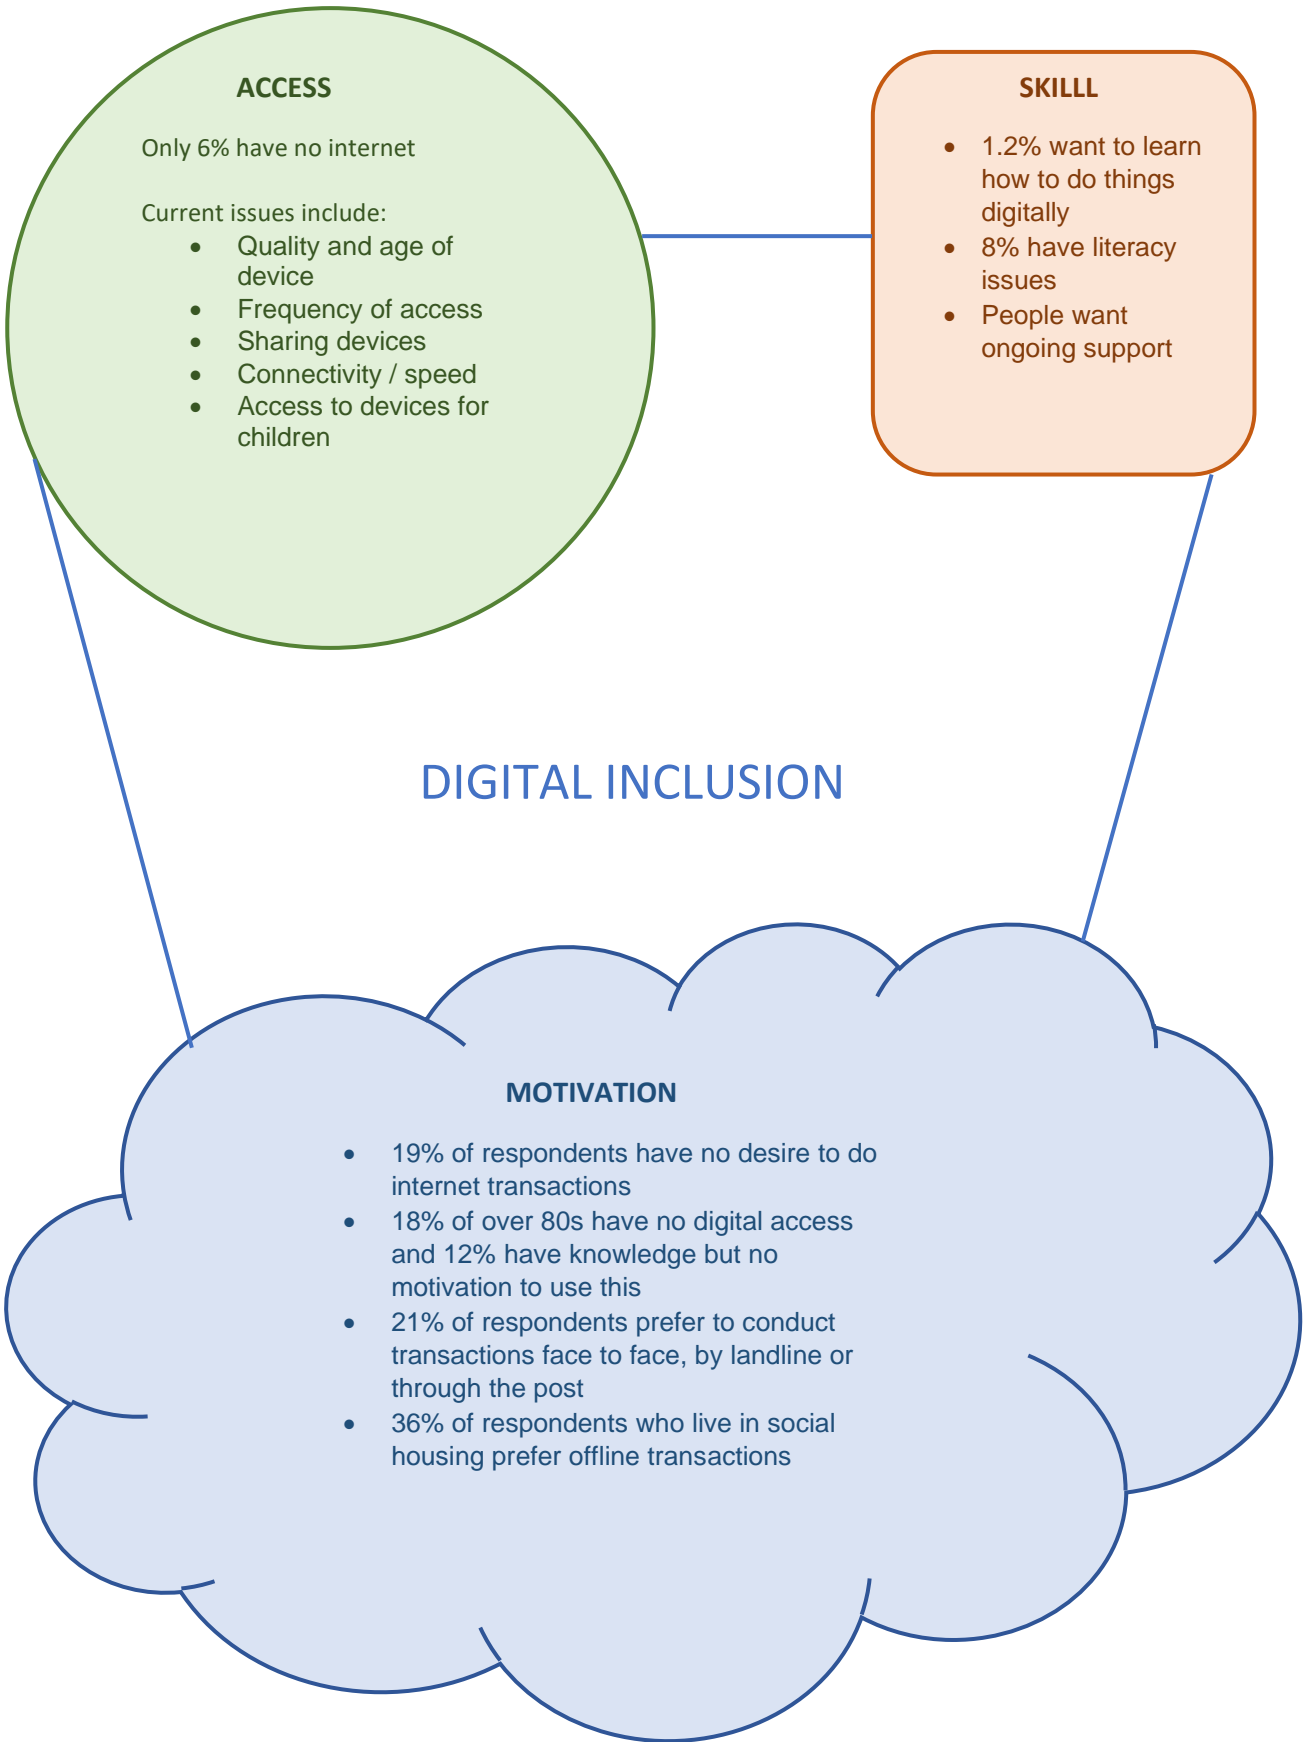 ACCESS
Only 6% have no internet
Current issues include:
• Quality and age of
device
• Frequency of access
• Sharing devices
• Connectivity / speed
• Access to devices for
children
SKILLL
• 1.2% want to learn
how to do things
digitally
• 8% have literacy
issues
• People want
ongoing support
DIGITAL INCLUSION
MOTIVATION
• 19% of respondents have no desire to do
internet transactions
• 18% of over 80s have no digital access
and 12% have knowledge but no
motivation to use this
• 21% of respondents prefer to conduct
transactions face to face, by landline or
through the post
• 36% of respondents who live in social
housing prefer offline transactions